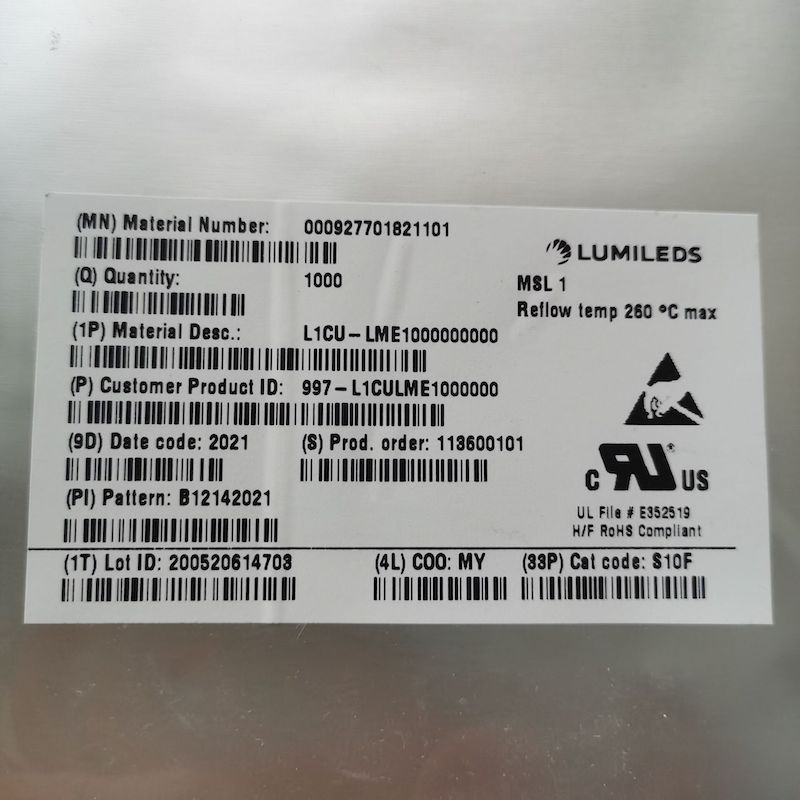 (MN) Material Number: 000927701821101
LUMILEDS
(Q) Quantity: 1000
MSL 1
Reflow temp 260 °C max
(1P) Material Desc.: L1CU-LME1000000000
(P) Customer Product ID: 997-L1CULME1000000
(9D) Date code: 2021 (S) Prod. order: 113600101
C RU ® US
(PI) Pattern: B12142021
UL File # E352519
H/F RoHS Compliant
(1T) Lot ID: 200520614703 (4L) COO: MY (33P) Cat code: S10F